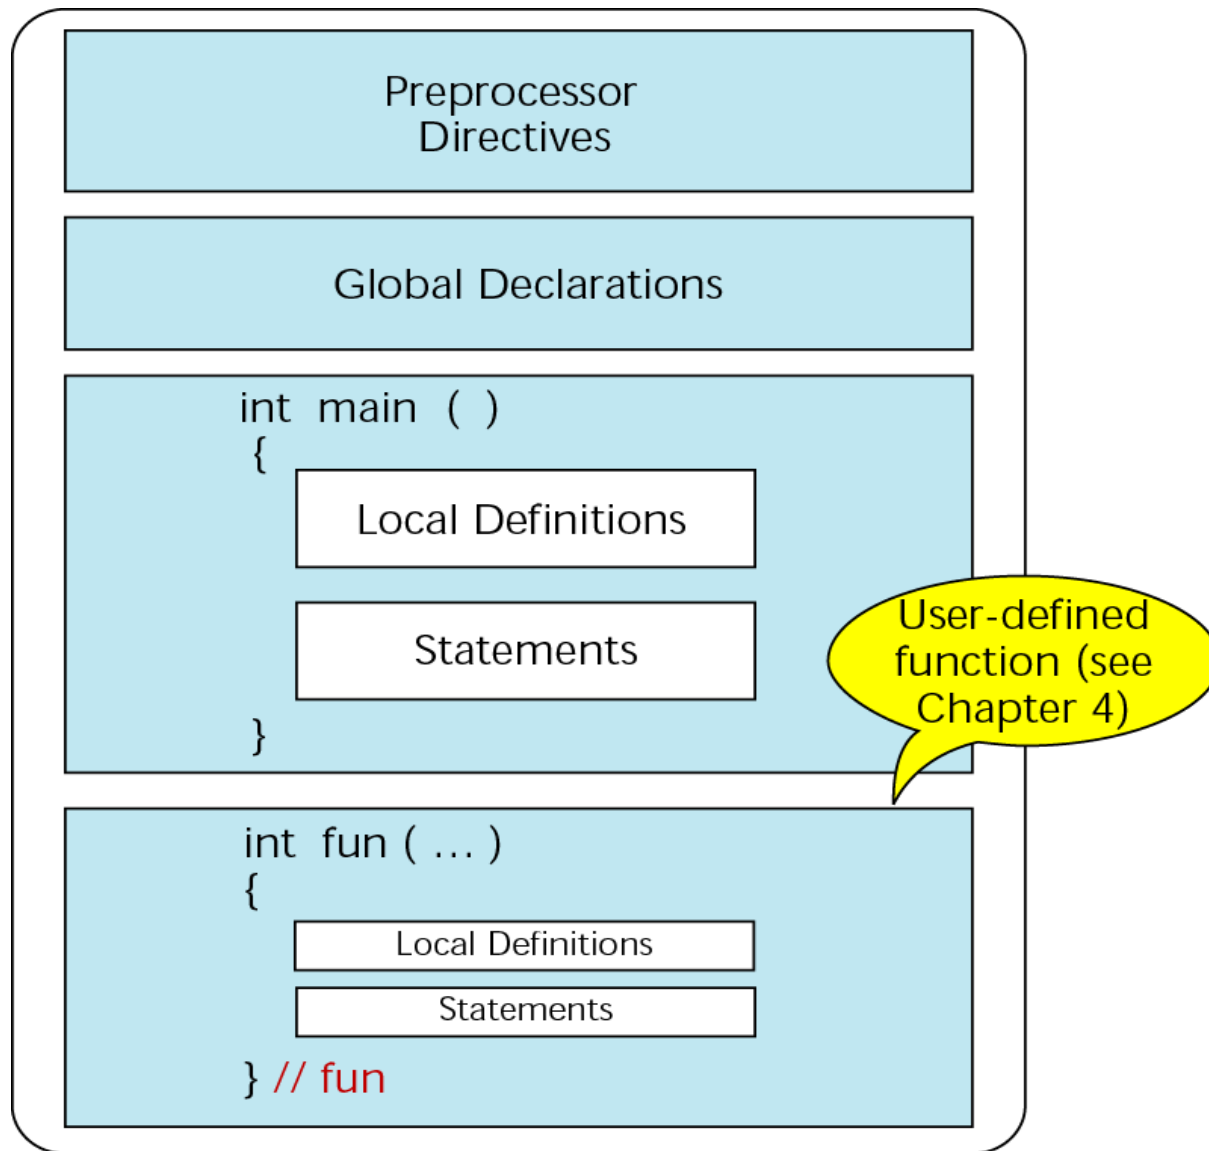 Preprocessor
Directives
Global Declarations
int main ( )
{
Local Definitions
Statements
}
User-defined
function (see
Chapter 4)
int fun ( ... )
{
Local Definitions
Statements
} // fun